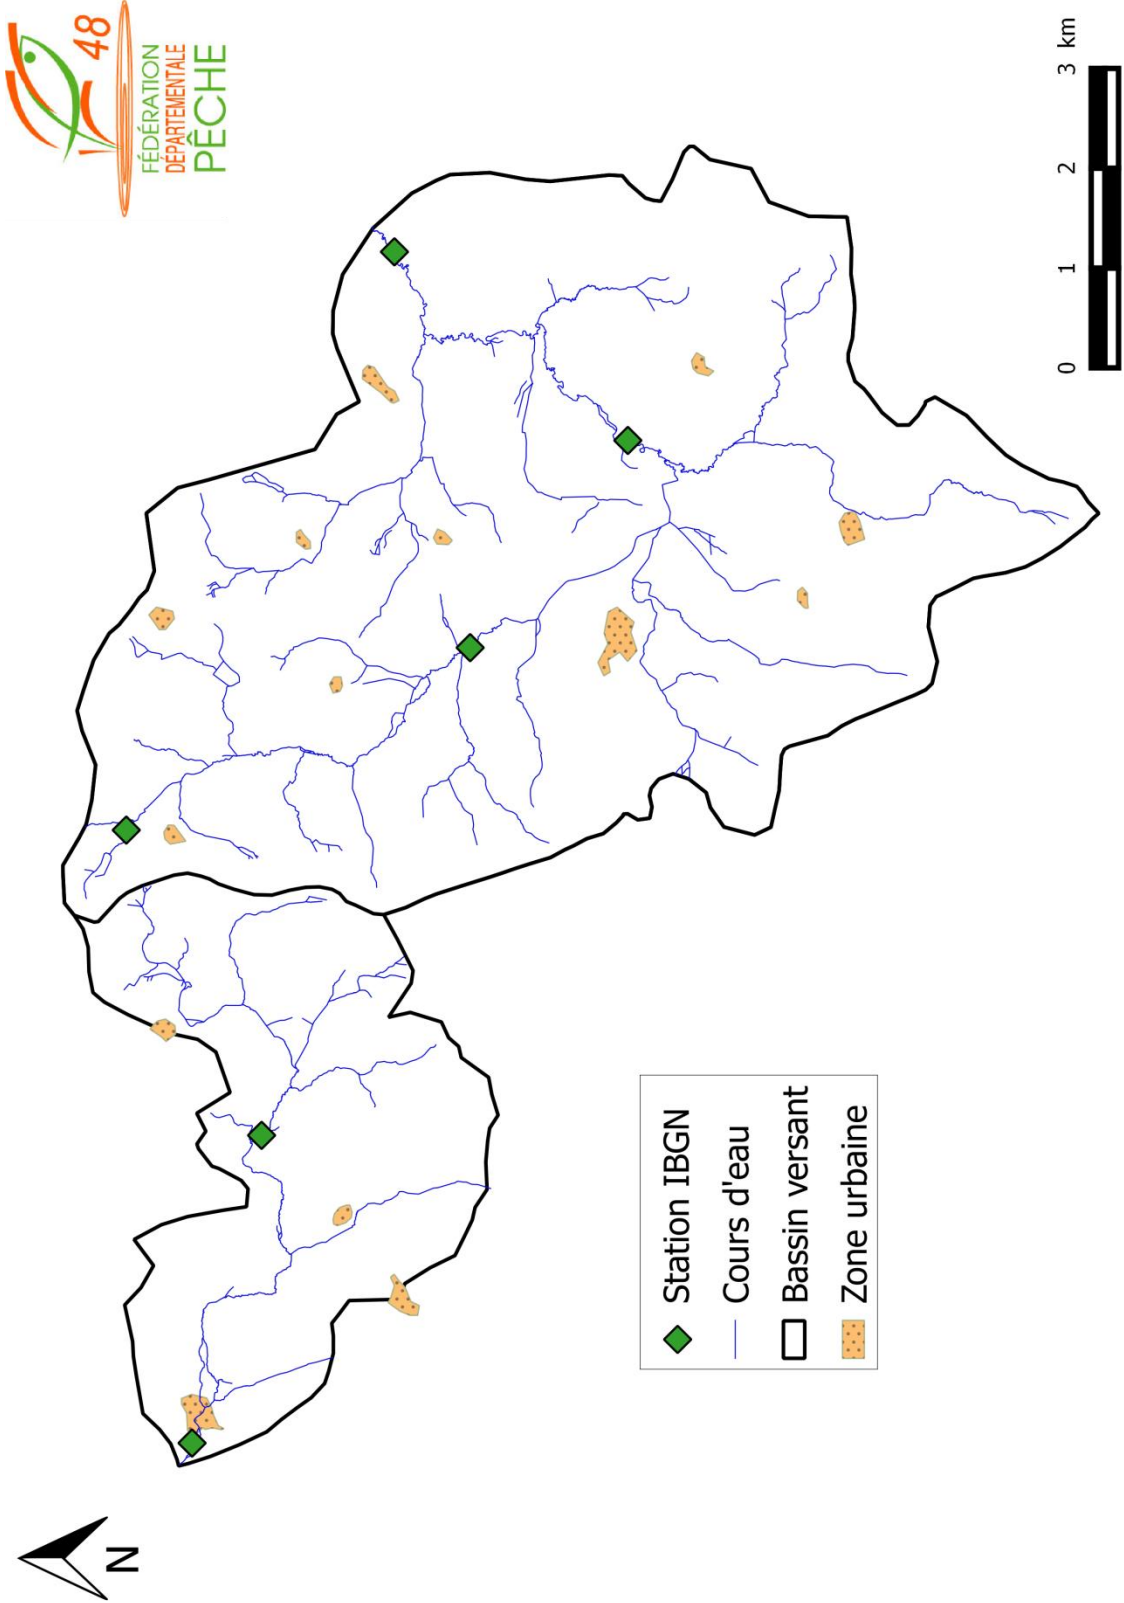 48
FÉDÉRATION
DÉPARTEMENTALE
PÊCHE
N
Station IBGN
Cours d'eau
Bassin versant
Zone urbaine
0 1 2 3 km